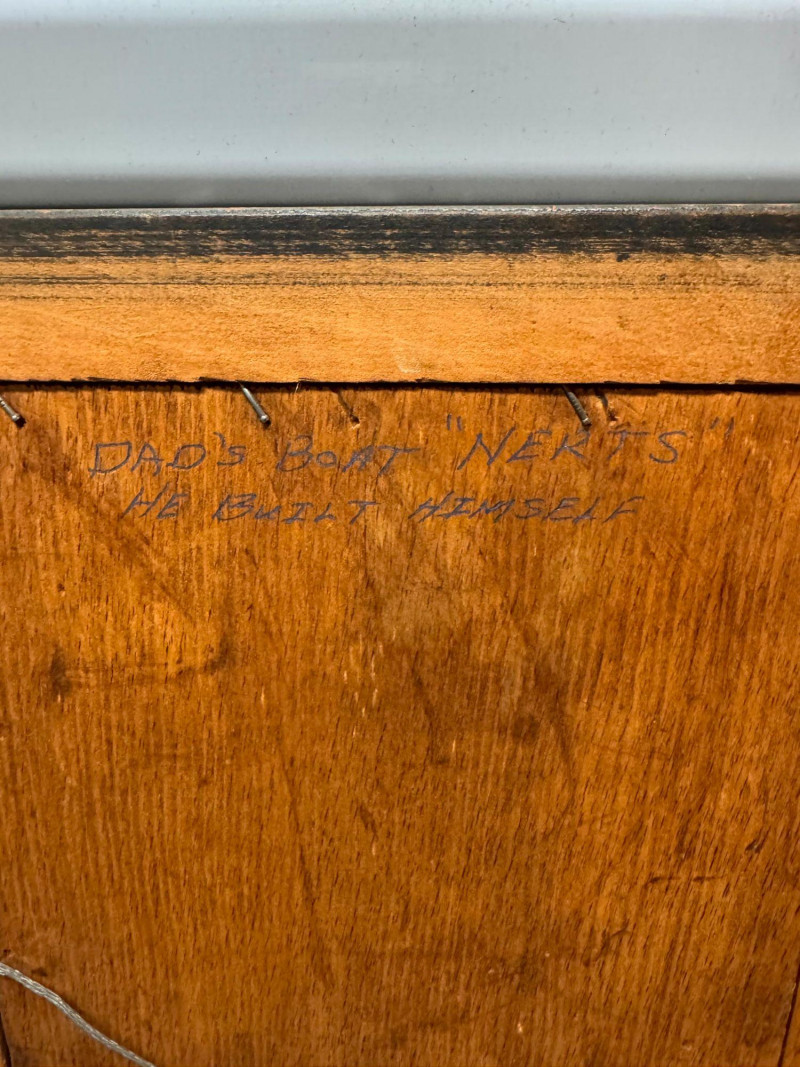 DAD'S BOAT "NERTS"
HE BUILT HIMSELF